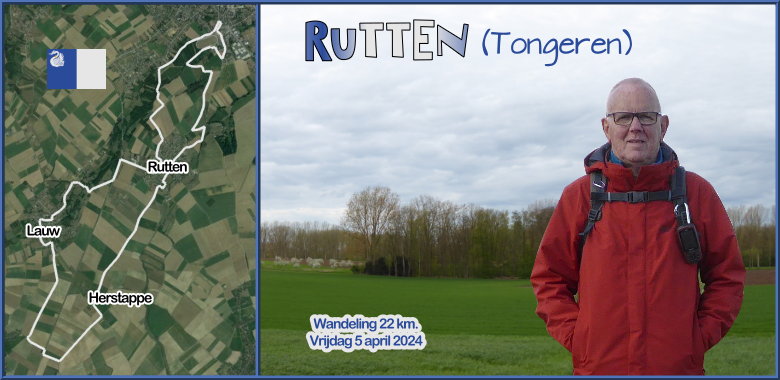 RUTTEN (Tongeren)
Rutten
Lauw
Herstappe
Wandeling 22 km.
Vrijdag 5 april 2024